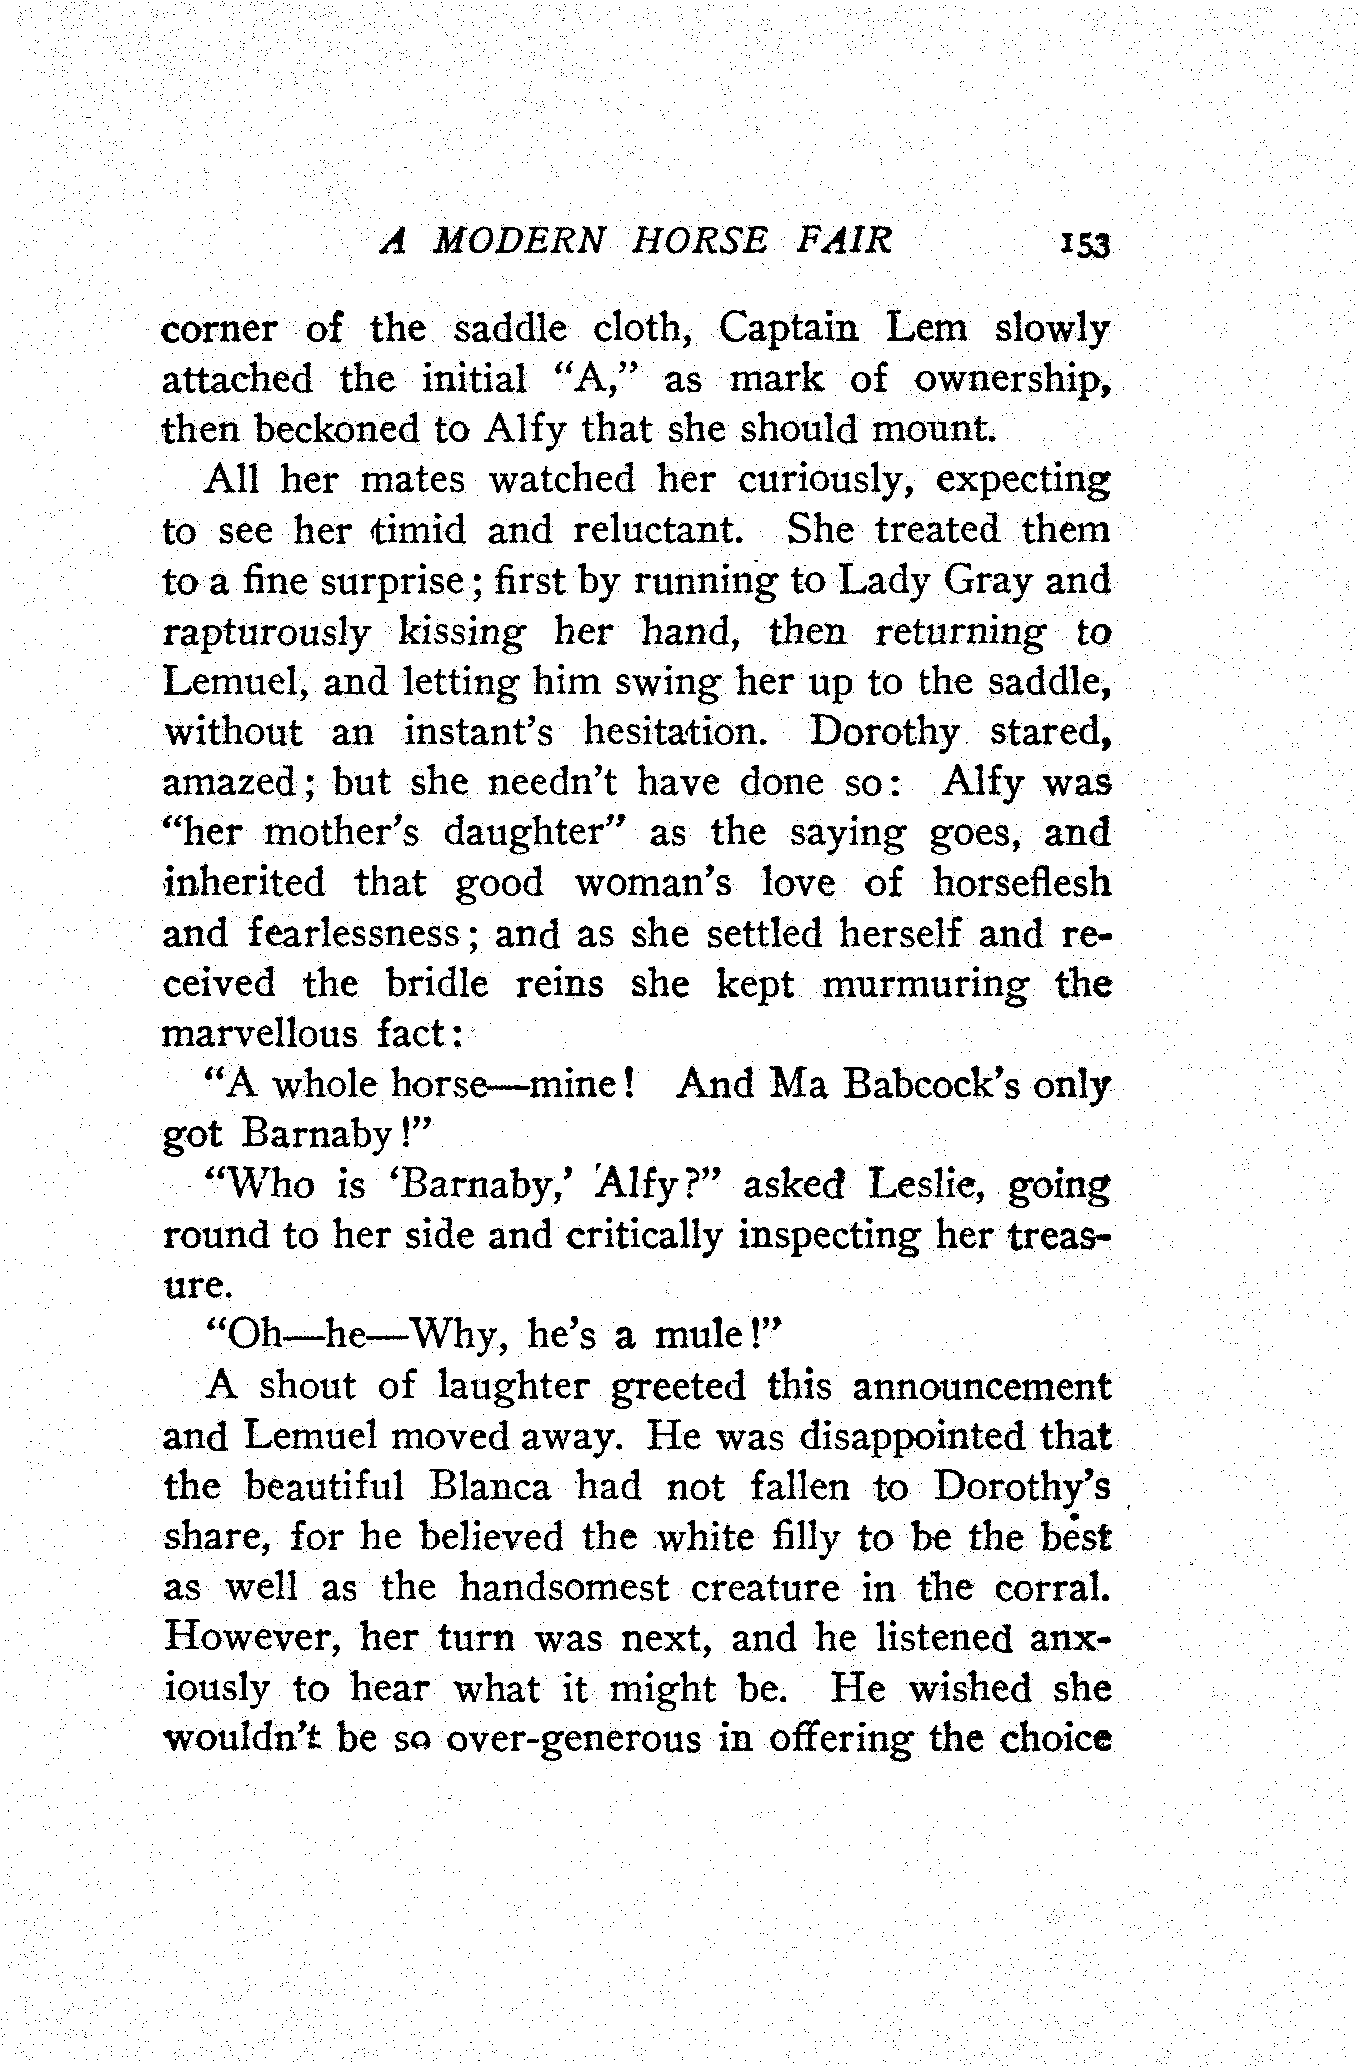 A MODERN HORSE FAIR 153
corner of the saddle cloth, Captain Lem slowly
attached the initial “A,” as mark of ownership,
then beckoned to Alfy that she should mount.
All her mates watched her curiously, expecting
to see her timid and reluctant. She treated them
to a fine surprise; first by running to Lady Gray and
rapturously kissing her hand, then returning to
Lemuel, and letting him swing her up to the saddle,
without an instant’s hesitation. Dorothy stared,
amazed; but she needn’t have done so: Alfy was
“her mother’s daughter” as the saying goes, and
inherited that good woman’s love of horseflesh
and fearlessness; and as she settled herself and re-
ceived the bridle reins she kept murmuring the
marvellous fact:
“A whole horse—mine! And Ma Babcock’s only
got Barnaby!”
“Who is ‘Barnaby,’ Alfy?” asked Leslie, going
round to her side and critically inspecting her treas-
ure.
“Oh—he—Why, he’s a mule!”
A shout of laughter greeted this announcement
and Lemuel moved away. He was disappointed that
the beautiful Blanca had not fallen to Dorothy’s
share, for he believed the white filly to be the best
as well as the handsomest creature in the corral.
However, her turn was next, and he listened anx-
iously to hear what it might be. He wished she
wouldn’t be so over-generous in offering the choice